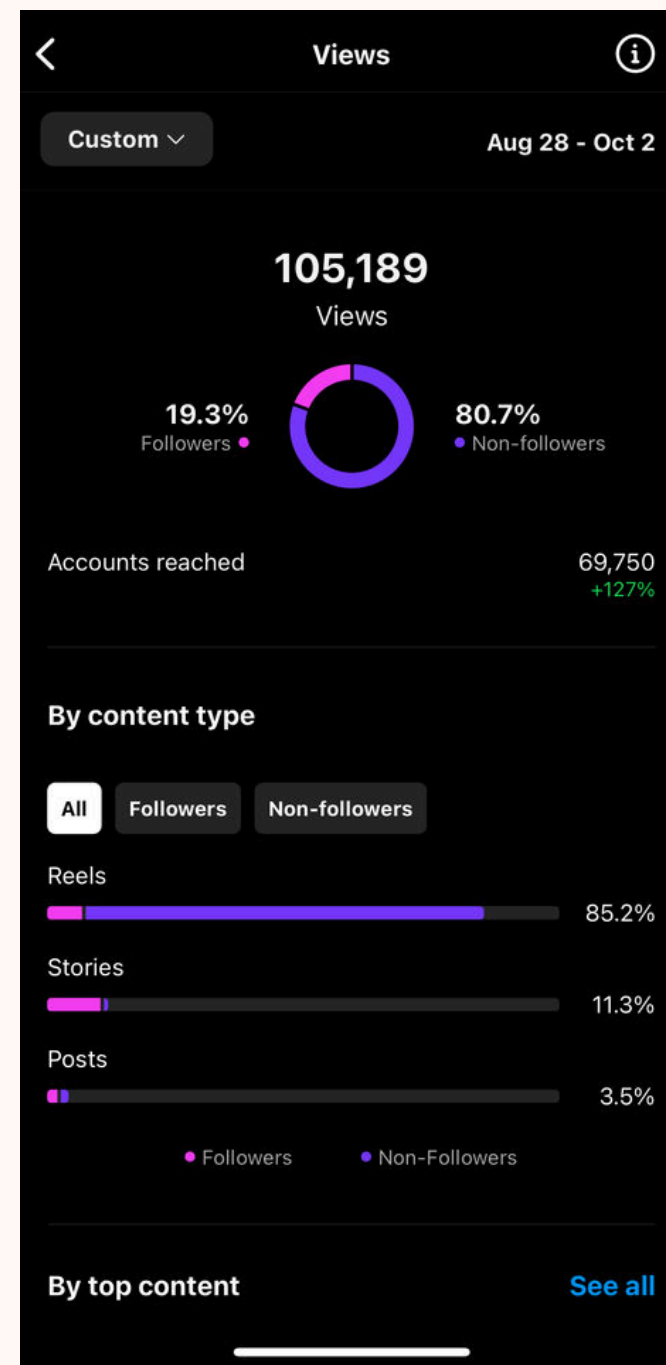 Views
Custom
Aug 28 - Oct 2
105,189
Views
19.3%
Followers
80.7%
Non-followers
Accounts reached
69,750
+127%
By content type
All
Followers
Non-followers
Reels
85.2%
Stories
11.3%
Posts
3.5%
Followers
Non-Followers
By top content
See all